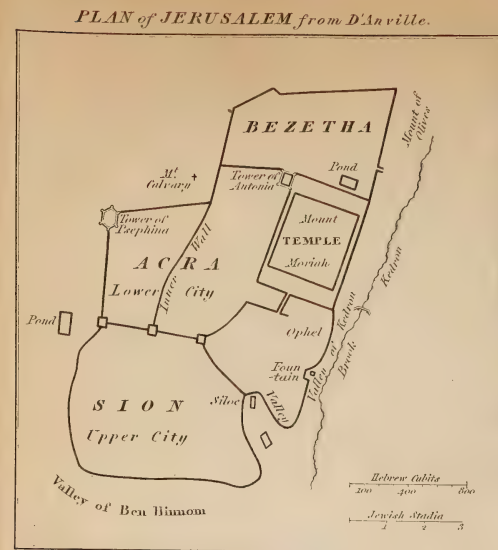 PLAN of JERUSALEM from D'Anville.
BEZETHA
Mount of
Olives
Mt.
Calvary
Tower of
Antonia
Pond
Tower of
Psephina
Mount
TEMPLE
Moriah
Inner Wall
ACRA
Lower City
Kedron
Pond
Ophel
Valley of Kedron
Brook
Foun
tain
Siloe
Valley
SION
Upper City
Valley of Ben Hinnom
Hebrew Cubits
200 400 800
Jewish Stadia
1 2 3